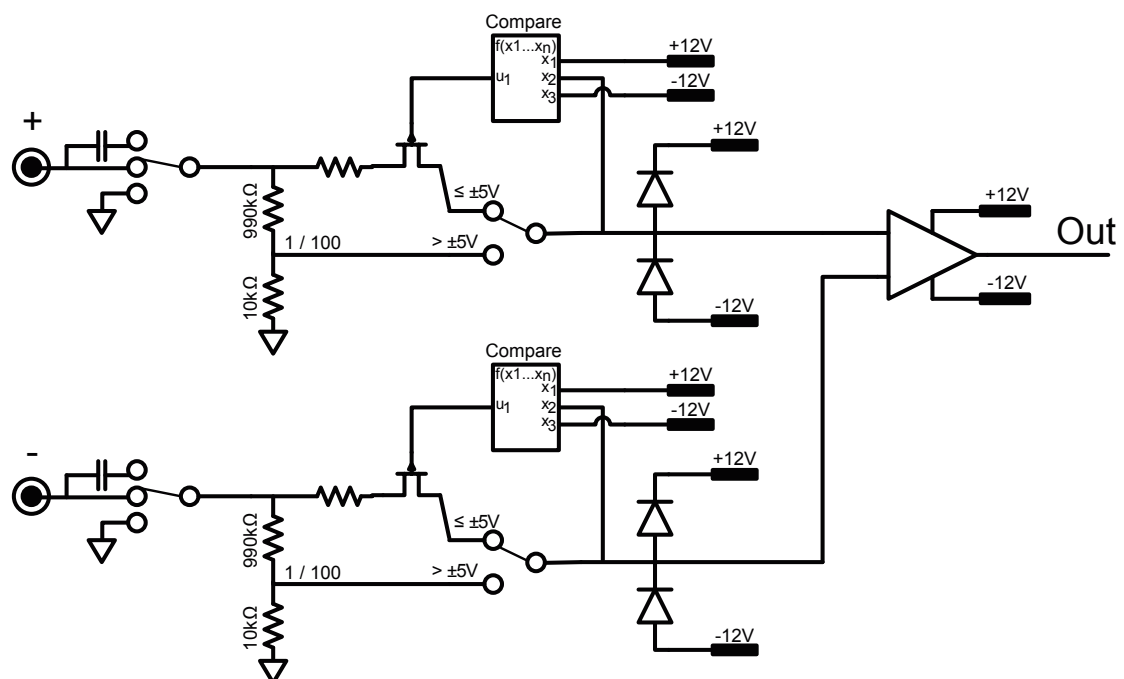 Compare
f(x1...xn)
x1
+12V
u1
x2
-12V
x3
+
+12V
990kΩ
≤ ±5V
+12V
1 / 100
> ±5V
Out
10kΩ
-12V
-12V
Compare
f(x1...xn)
x1
+12V
u1
x2
-12V
x3
-
+12V
990kΩ
≤ ±5V
1 / 100
> ±5V
10kΩ
-12V